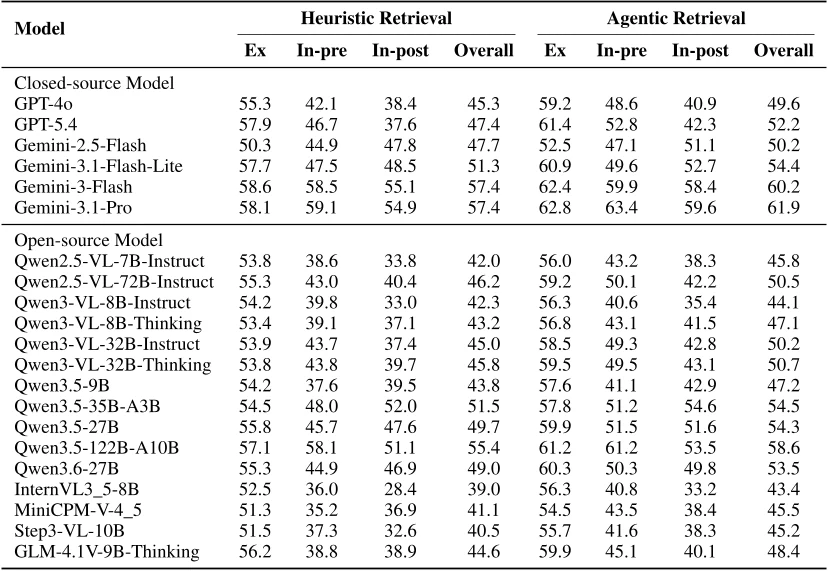 Model Heuristic Retrieval Agentic Retrieval
Ex In-pre In-post Overall Ex In-pre In-post Overall
Closed-source Model
GPT-4o 55.3 42.1 38.4 45.3 59.2 48.6 40.9 49.6
GPT-5.4 57.9 46.7 37.6 47.4 61.4 52.8 42.3 52.2
Gemini-2.5-Flash 50.3 44.9 47.8 47.7 52.5 47.1 51.1 50.2
Gemini-3.1-Flash-Lite 57.7 47.5 48.5 51.3 60.9 49.6 52.7 54.4
Gemini-3-Flash 58.6 58.5 55.1 57.4 62.4 59.9 58.4 60.2
Gemini-3.1-Pro 58.1 59.1 54.9 57.4 62.8 63.4 59.6 61.9
Open-source Model
Qwen2.5-VL-7B-Instruct 53.8 38.6 33.8 42.0 56.0 43.2 38.3 45.8
Qwen2.5-VL-72B-Instruct 55.3 43.0 40.4 46.2 59.2 50.1 42.2 50.5
Qwen3-VL-8B-Instruct 54.2 39.8 33.0 42.3 56.3 40.6 35.4 44.1
Qwen3-VL-8B-Thinking 53.4 39.1 37.1 43.2 56.8 43.1 41.5 47.1
Qwen3-VL-32B-Instruct 53.9 43.7 37.4 45.0 58.5 49.3 42.8 50.2
Qwen3-VL-32B-Thinking 53.8 43.8 39.7 45.8 59.5 49.5 43.1 50.7
Qwen3.5-9B 54.2 37.6 39.5 43.8 57.6 41.1 42.9 47.2
Qwen3.5-35B-A3B 54.5 48.0 52.0 51.5 57.8 51.2 54.6 54.5
Qwen3.5-27B 55.8 45.7 47.6 49.7 59.9 51.5 51.6 54.3
Qwen3.5-122B-A10B 57.1 58.1 51.1 55.4 61.2 61.2 53.5 58.6
Qwen3.6-27B 55.3 44.9 46.9 49.0 60.3 50.3 49.8 53.5
InternVL3_5-8B 52.5 36.0 28.4 39.0 56.3 40.8 33.2 43.4
MiniCPM-V-4_5 51.3 35.2 36.9 41.1 54.5 43.5 38.4 45.5
Step3-VL-10B 51.5 37.3 32.6 40.5 55.7 41.6 38.3 45.2
GLM-4.1V-9B-Thinking 56.2 38.8 38.9 44.6 59.9 45.1 40.1 48.4